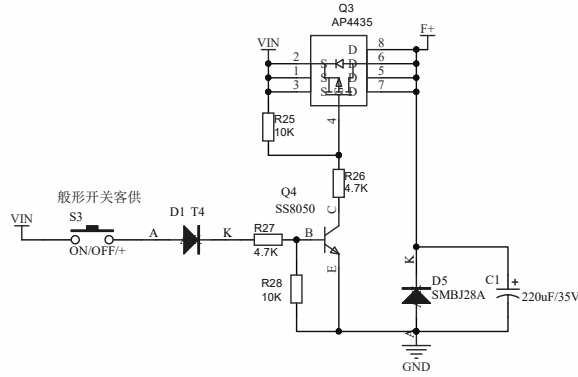 Q3
AP4435
VIN
F+
D 8
2 S D 6
1 S D 5
3 S G D 7
4
R25
10K
R26
4.7K
Q4
SS8050
C
般形开关客供
VIN
S3
ON/OFF/+
A
D1 T4
K
R27
4.7K
B
E
R28
10K
K
D5
SMBJ28A
A
C1
+
220uF/35V
GND